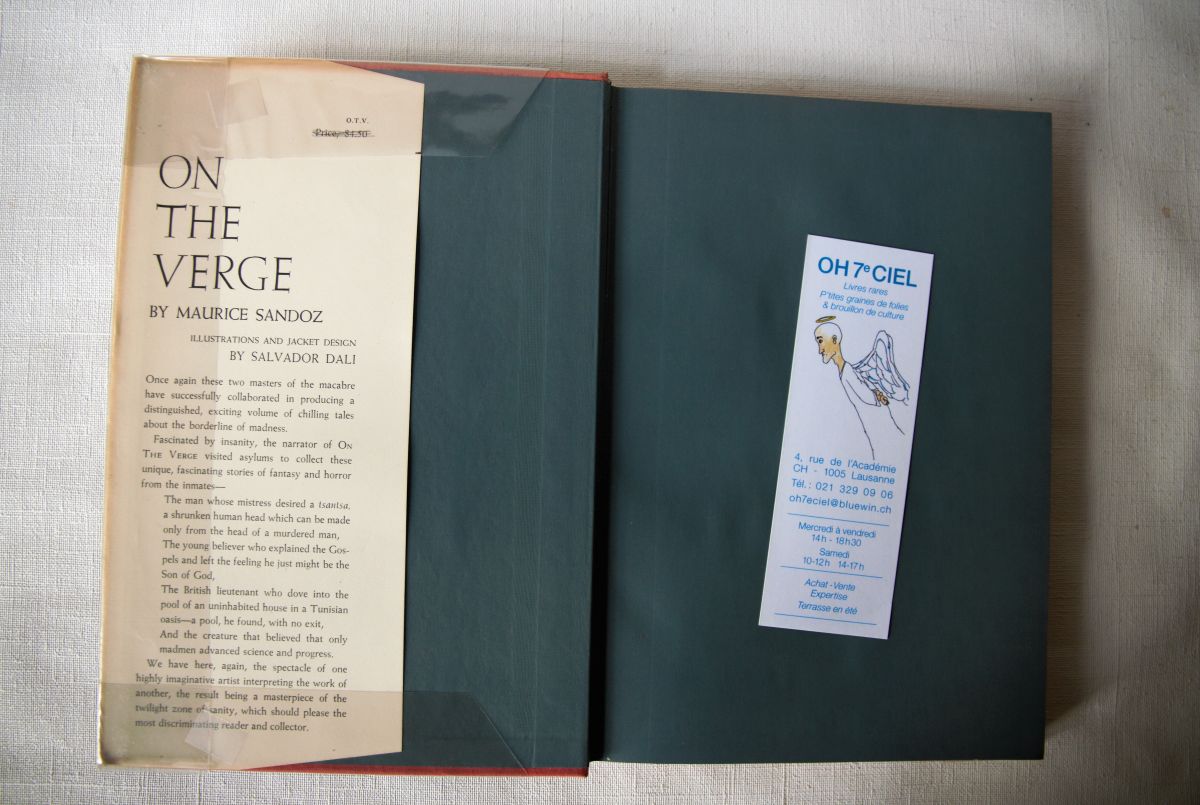 O.T.V.
Price, $4.50
ON
THE
VERGE
BY MAURICE SANDOZ
ILLUSTRATIONS AND JACKET DESIGN
BY SALVADOR DALI
Once again these two masters of the macabre
have successfully collaborated in producing a
distinguished, exciting volume of chilling tales
about the borderline of madness.
Fascinated by insanity, the narrator of ON
THE VERGE visited asylums to collect these
unique, fascinating stories of fantasy and horror
from the inmates—
The man whose mistress desired a tsantsa,
a shrunken human head which can be made
only from the head of a murdered man,
The young believer who explained the Gos-
pels and left the feeling he just might be the
Son of God,
The British lieutenant who dove into the
pool of an uninhabited house in a Tunisian
oasis—a pool, he found, with no exit,
And the creature that believed that only
madmen advanced science and progress.
We have here, again, the spectacle of one
highly imaginative artist interpreting the work of
another, the result being a masterpiece of the
twilight zone of sanity, which should please the
most discriminating reader and collector.
OH 7e CIEL
Livres rares
P'tites graines de folies
& brouillon de culture
4, rue de l'Académie
CH - 1005 Lausanne
Tél.: 021 329 09 06
oh7eciel@bluewin.ch
Mercredi à vendredi
14h - 18h30
Samedi
10-12h 14-17h
Achat-Vente
Expertise
Terrasse en été